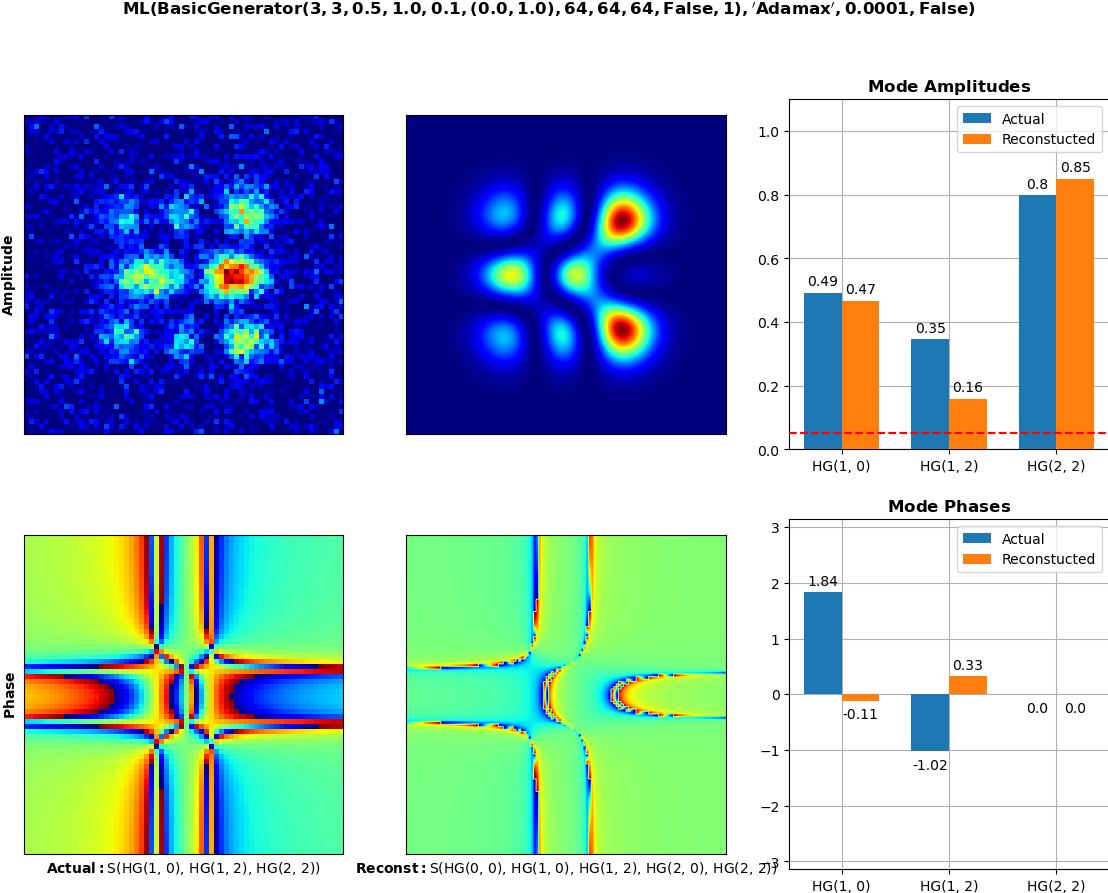 ML(BasicGenerator(3, 3, 0.5, 1.0, 0.1, (0.0, 1.0), 64, 64, 64, False, 1), ′Adamax′, 0.0001, False)
Mode Amplitudes
Actual
Reconstucted
1.0
0.8
0.6
0.4
0.2
0.0
0.49
0.47
0.35
0.16
0.8
0.85
HG(1, 0)
HG(1, 2)
HG(2, 2)
Amplitude
Mode Phases
Actual
Reconstucted
3
2
1
0
−1
−2
−3
1.84
-0.11
-1.02
0.33
0.0
0.0
HG(1, 0)
HG(1, 2)
HG(2, 2)
Phase
Actual: S(HG(1, 0), HG(1, 2), HG(2, 2))
Reconst: S(HG(0, 0), HG(1, 0), HG(1, 2), HG(2, 0), HG(2, 2))